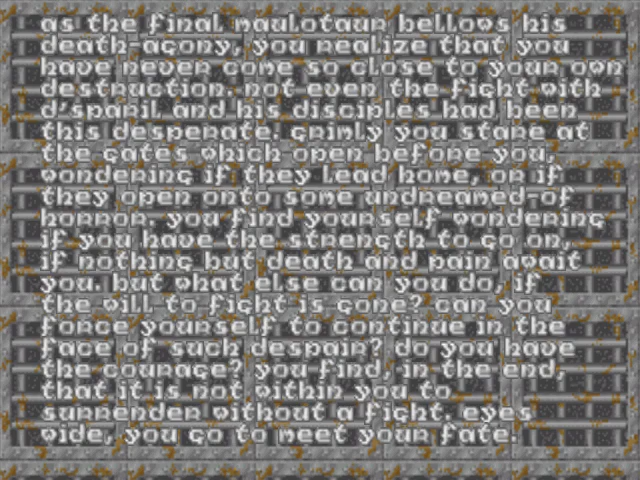 as the final maulotaur bellows his
death-agony, you realize that you
have never come so close to your own
destruction. not even the fight with
d'sparil and his disciples had been
this desperate. grimly you stare at
the gates which open before you,
wondering if they lead home, or if
they open onto some undreamed-of
horror. you find yourself wondering
if you have the strength to go on,
if nothing but death and pain await
you. but what else can you do, if
the will to fight is gone? can you
force yourself to continue in the
face of such despair? do you have
the courage? you find, in the end,
that it is not within you to
surrender without a fight. eyes
wide, you go to meet your fate.